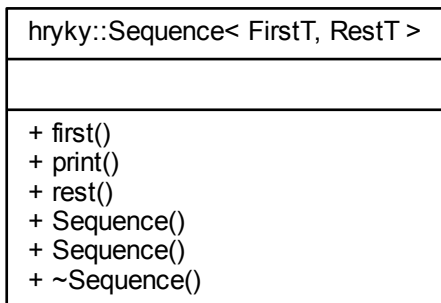 hryky::Sequence< FirstT, RestT >
+ first()
+ print()
+ rest()
+ Sequence()
+ Sequence()
+ ~Sequence()